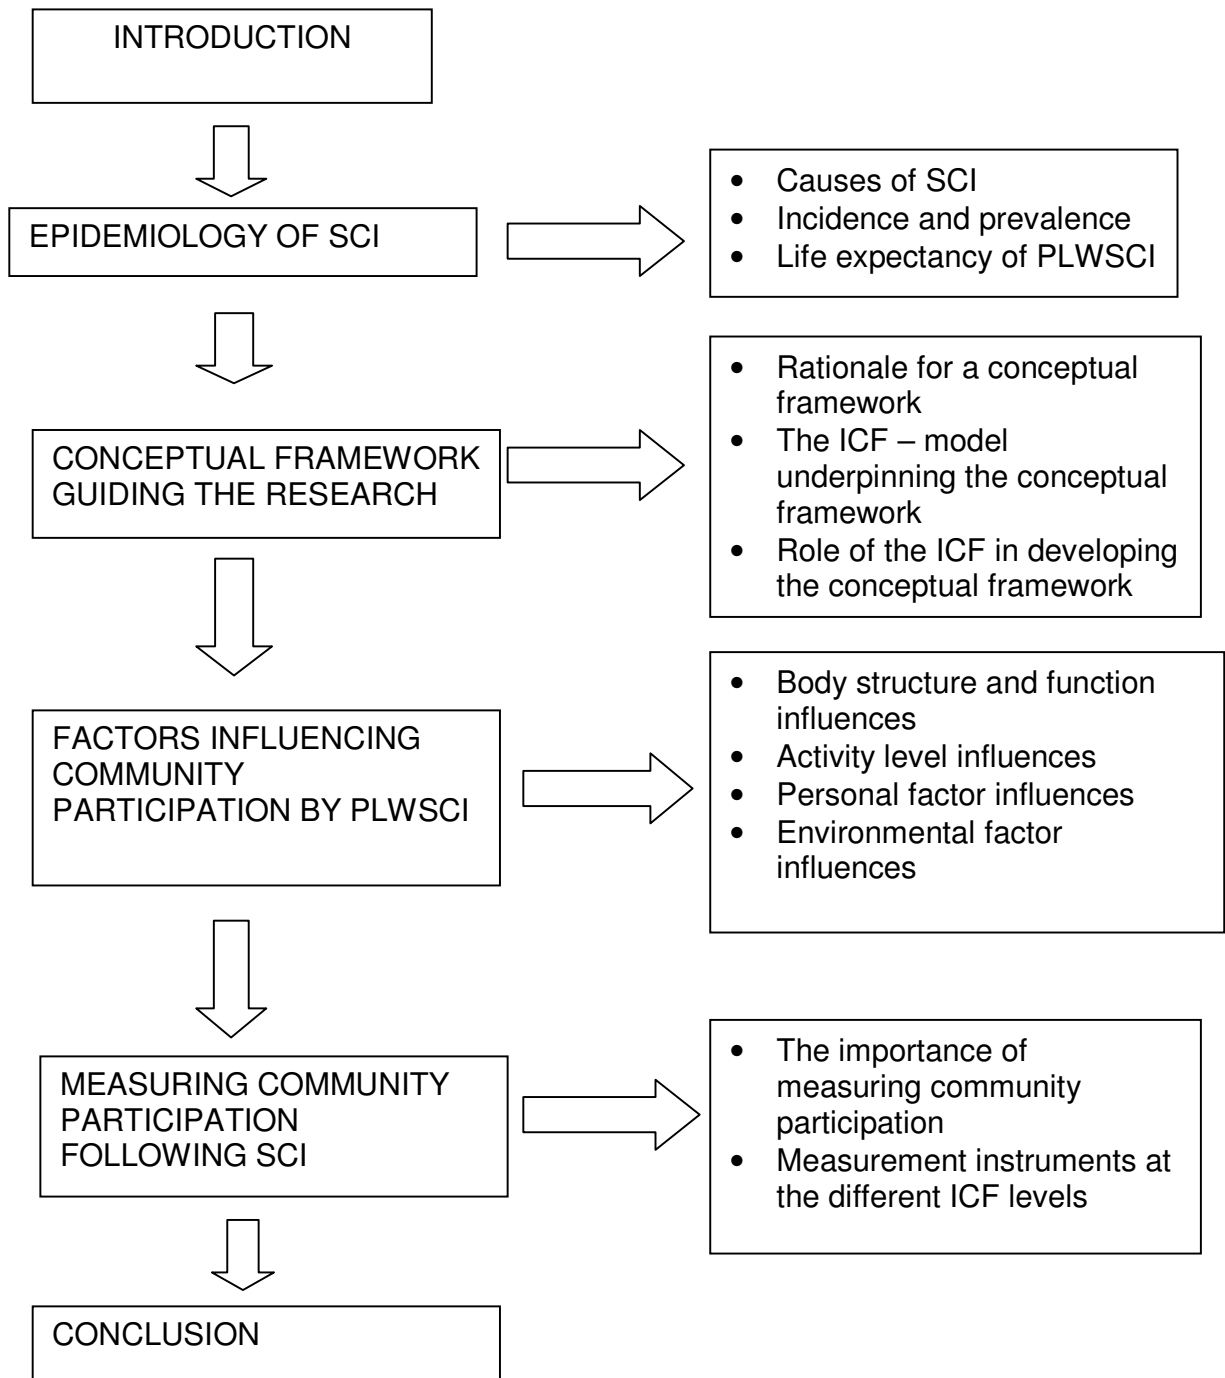 INTRODUCTION
EPIDEMIOLOGY OF SCI
• Causes of SCI
• Incidence and prevalence
• Life expectancy of PLWSCI
CONCEPTUAL FRAMEWORK
GUIDING THE RESEARCH
• Rationale for a conceptual
framework
• The ICF – model
underpinning the conceptual
framework
• Role of the ICF in developing
the conceptual framework
FACTORS INFLUENCING
COMMUNITY
PARTICIPATION BY PLWSCI
• Body structure and function
influences
• Activity level influences
• Personal factor influences
• Environmental factor
influences
MEASURING COMMUNITY
PARTICIPATION
FOLLOWING SCI
• The importance of
measuring community
participation
• Measurement instruments at
the different ICF levels
CONCLUSION